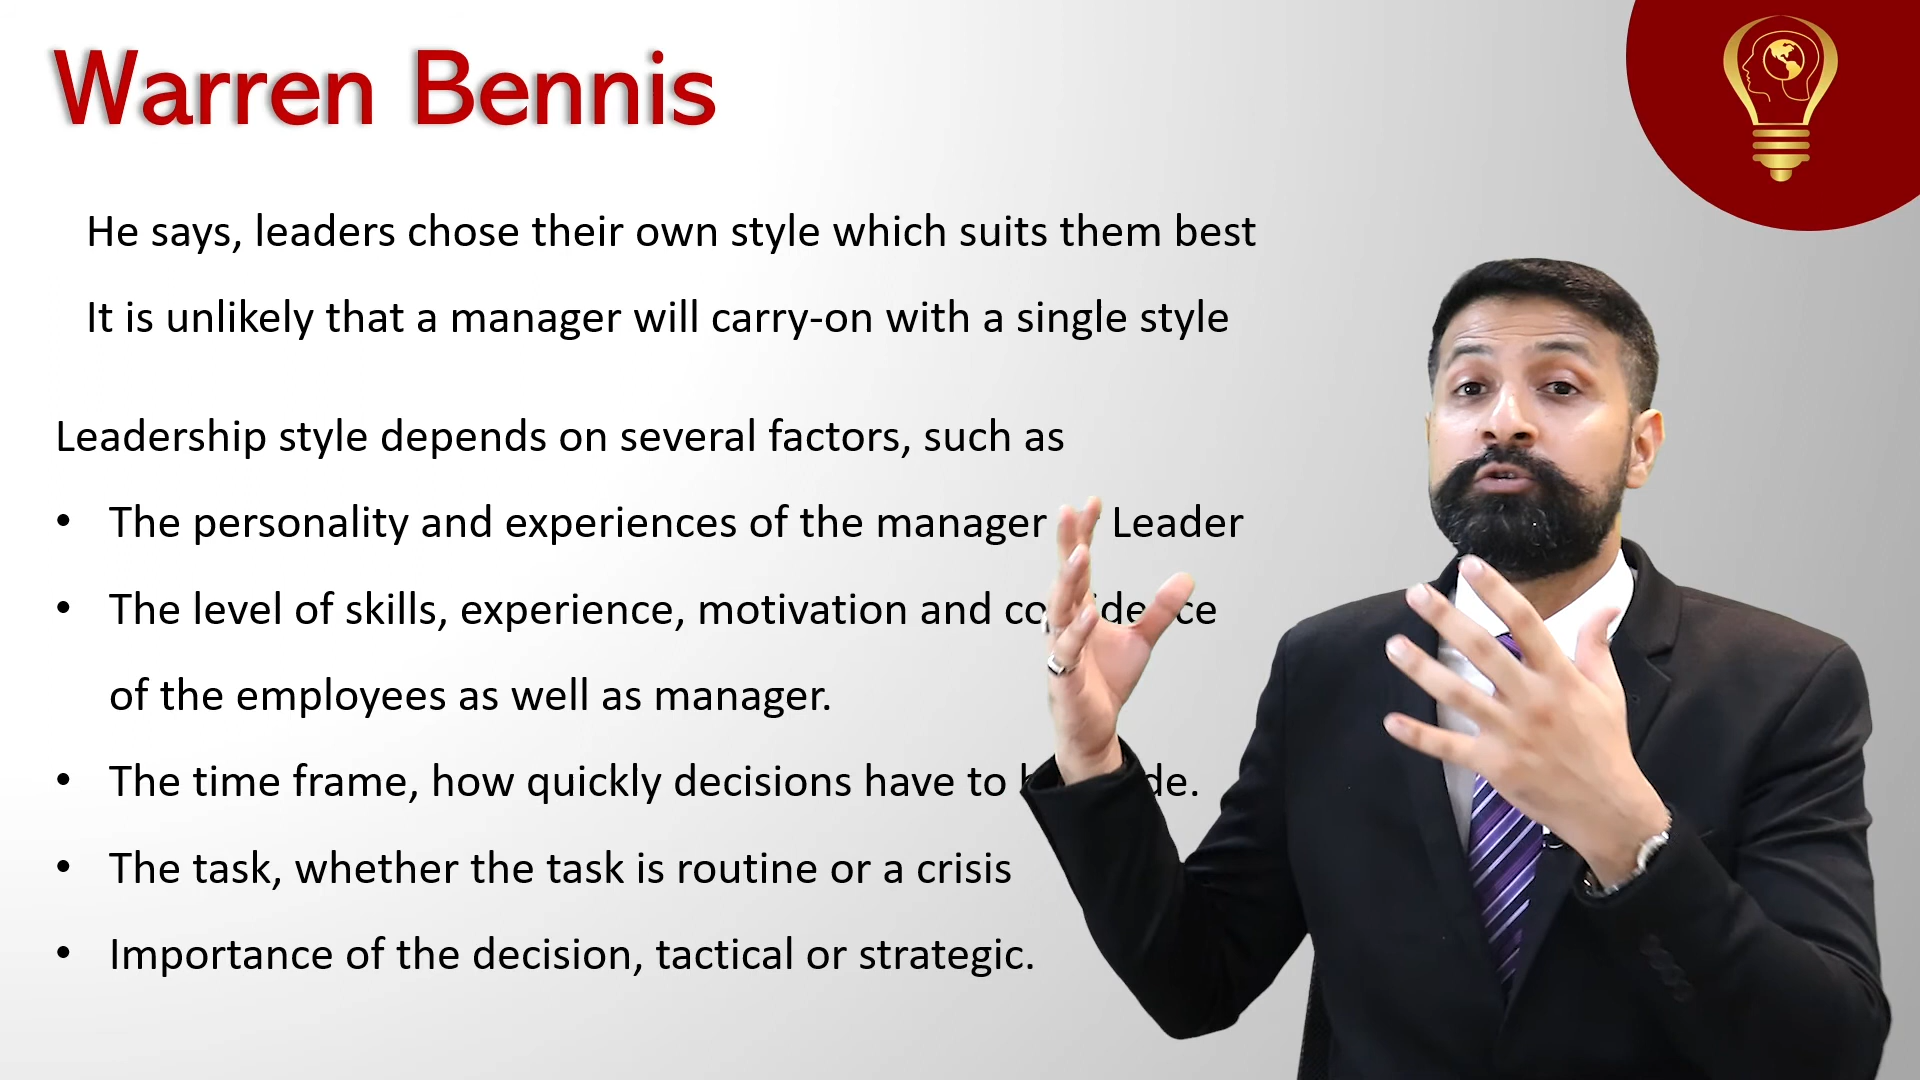 Warren Bennis
He says, leaders chose their own style which suits them best
It is unlikely that a manager will carry-on with a single style
Leadership style depends on several factors, such as
• The personality and experiences of the manager Leader
• The level of skills, experience, motivation and
of the employees as well as manager.
• The time frame, how quickly decisions have to
• The task, whether the task is routine or a crisis
• Importance of the decision, tactical or strategic.